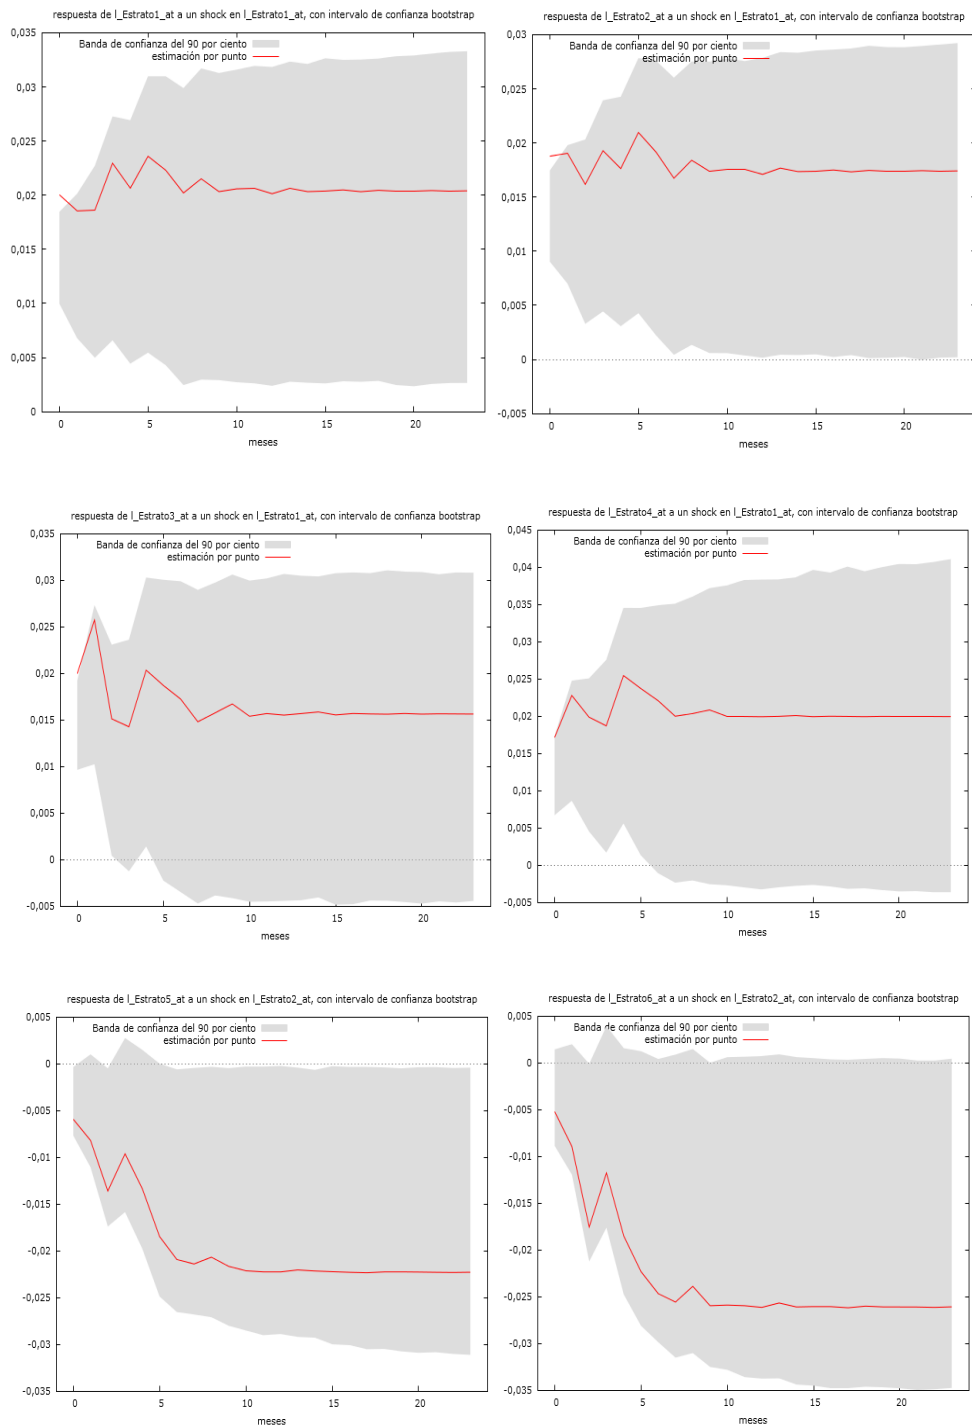 respuesta de l_Estrato1_at a un shock en l_Estrato1_at, con intervalo de confianza bootstrap
0,035
Banda de confianza del 90 por ciento
estimación por punto
0,03
0,025
0,02
0,015
0,01
0,005
0
0 5 10 15 20
meses
respuesta de l_Estrato2_at a un shock en l_Estrato1_at, con intervalo de confianza bootstrap
0,03
Banda de confianza del 90 por ciento
estimación por punto
0,025
0,02
0,015
0,01
0,005
0
-0,005
0 5 10 15 20
meses
respuesta de l_Estrato3_at a un shock en l_Estrato1_at, con intervalo de confianza bootstrap
0,035
Banda de confianza del 90 por ciento
estimación por punto
0,03
0,025
0,02
0,015
0,01
0,005
0
-0,005
0 5 10 15 20
meses
respuesta de l_Estrato4_at a un shock en l_Estrato1_at, con intervalo de confianza bootstrap
0,045
Banda de confianza del 90 por ciento
estimación por punto
0,04
0,035
0,03
0,025
0,02
0,015
0,01
0,005
0
-0,005
0 5 10 15 20
meses
respuesta de l_Estrato5_at a un shock en l_Estrato2_at, con intervalo de confianza bootstrap
0,005
Banda de confianza del 90 por ciento
estimación por punto
0
-0,005
-0,01
-0,015
-0,02
-0,025
-0,03
-0,035
0 5 10 15 20
meses
respuesta de l_Estrato6_at a un shock en l_Estrato2_at, con intervalo de confianza bootstrap
0,005
Banda de confianza del 90 por ciento
estimación por punto
0
-0,005
-0,01
-0,015
-0,02
-0,025
-0,03
-0,035
0 5 10 15 20
meses